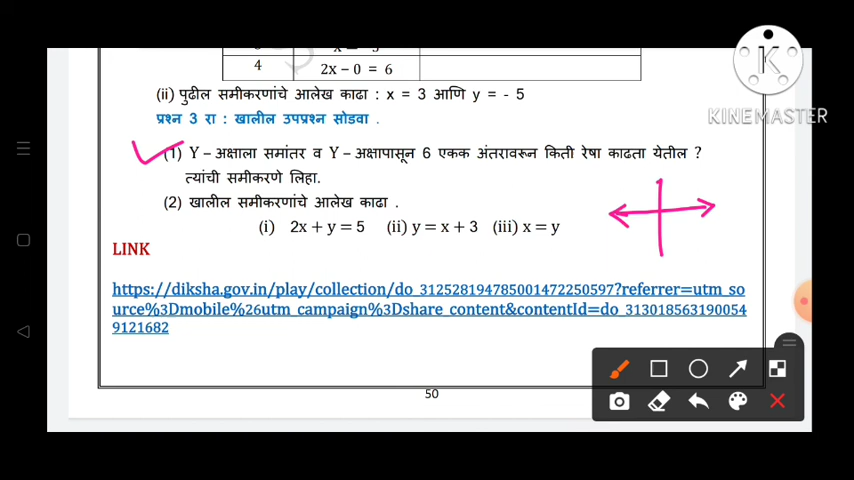 4 2x – 0 = 6
(ii) पुढील समीकरणांचे आलेख काढा : x = 3 आणि y = - 5
प्रश्न 3 रा : खालील उपप्रश्न सोडवा .
(1) Y – अक्षाला समांतर व Y – अक्षापासून 6 एकक अंतरावरून किती रेषा काढता येतील ?
त्यांची समीकरणे लिहा.
(2) खालील समीकरणांचे आलेख काढा .
(i) 2x + y = 5 (ii) y = x + 3 (iii) x = y
LINK
https://diksha.gov.in/play/collection/do_312528194785001472250597?referrer=utm_so
urce%3Dmobile%26utm_campaign%3Dshare_content&contentId=do_313018563190054
9121682
50
K
KINEMASTER